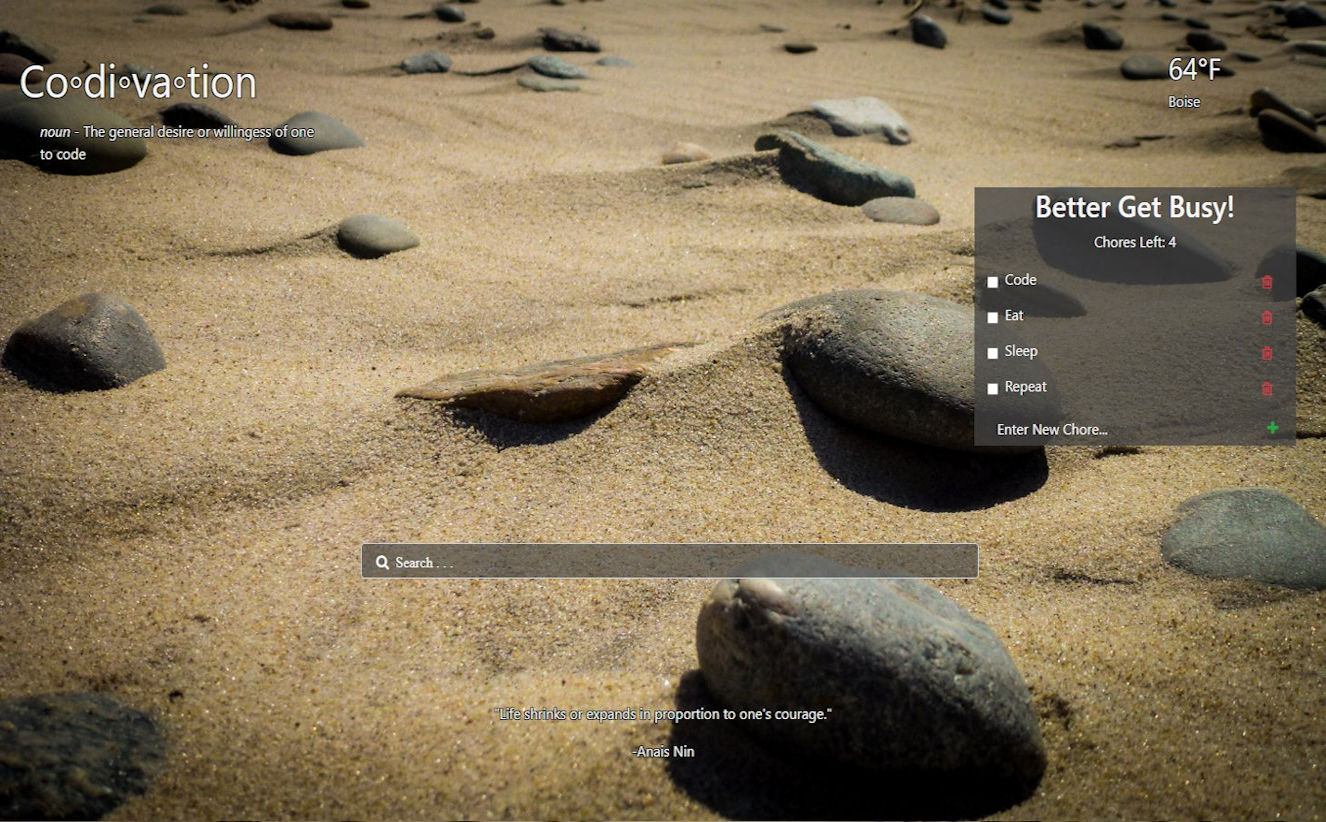 Co•di•va•tion
noun - The general desire or willingess of one
to code
64°F
Boise
Better Get Busy!
Chores Left: 4
Code
Eat
Sleep
Repeat
Enter New Chore...
Search . . .
"Life shrinks or expands in proportion to one's courage."
-Anais Nin